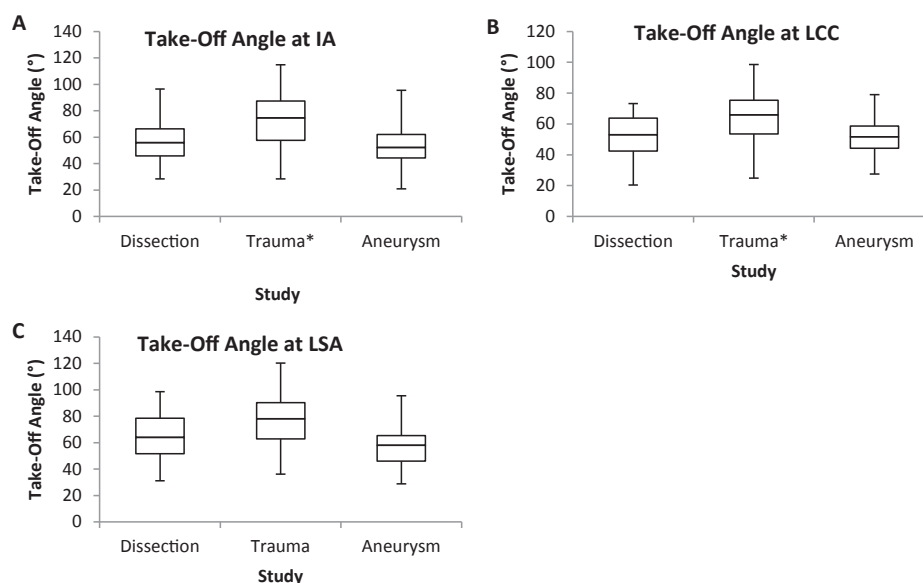 A
Take-Off Angle at IA
Take-Off Angle (°)
140
120
100
80
60
40
20
0
Dissection Trauma* Aneurysm
Study
B
Take-Off Angle at LCC
Take-Off Angle (°)
120
100
80
60
40
20
0
Dissection Trauma* Aneurysm
Study
C
Take-Off Angle at LSA
Take-Off Angle (°)
140
120
100
80
60
40
20
0
Dissection Trauma Aneurysm
Study